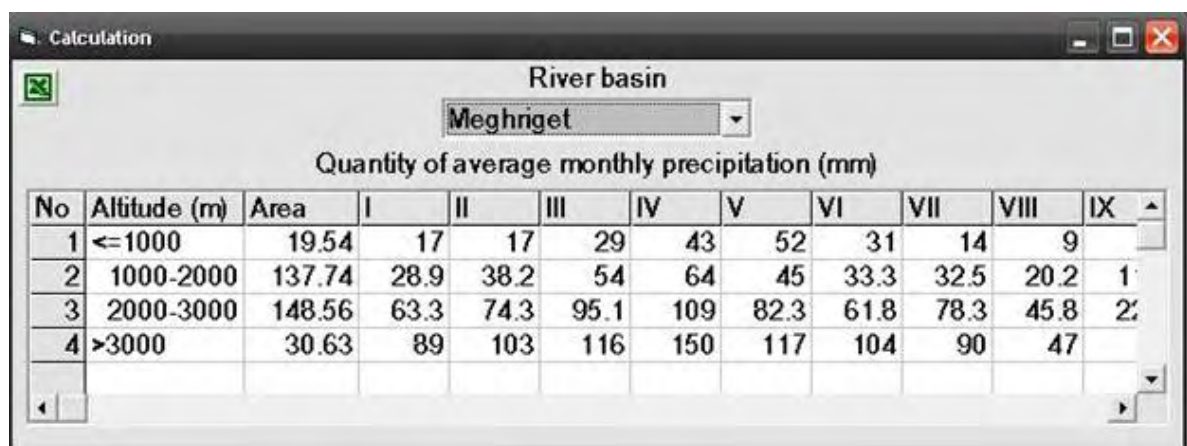 Calculation
River basin
Meghriget
Quantity of average monthly precipitation (mm)
No Altitude (m) Area I II III IV V VI VII VIII IX
1 <=1000 19.54 17 17 29 43 52 31 14 9
2 1000-2000 137.74 28.9 38.2 54 64 45 33.3 32.5 20.2
3 2000-3000 148.56 63.3 74.3 95.1 109 82.3 61.8 78.3 45.8
4 >3000 30.63 89 103 116 150 117 104 90 47